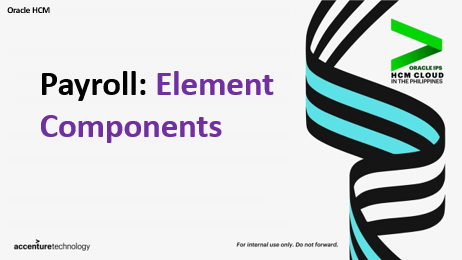 Oracle HCM
Payroll: Element
Components
ORACLE IPS
HCM CLOUD
IN THE PHILIPPINES
accenturetechnology
For internal use only. Do not forward.